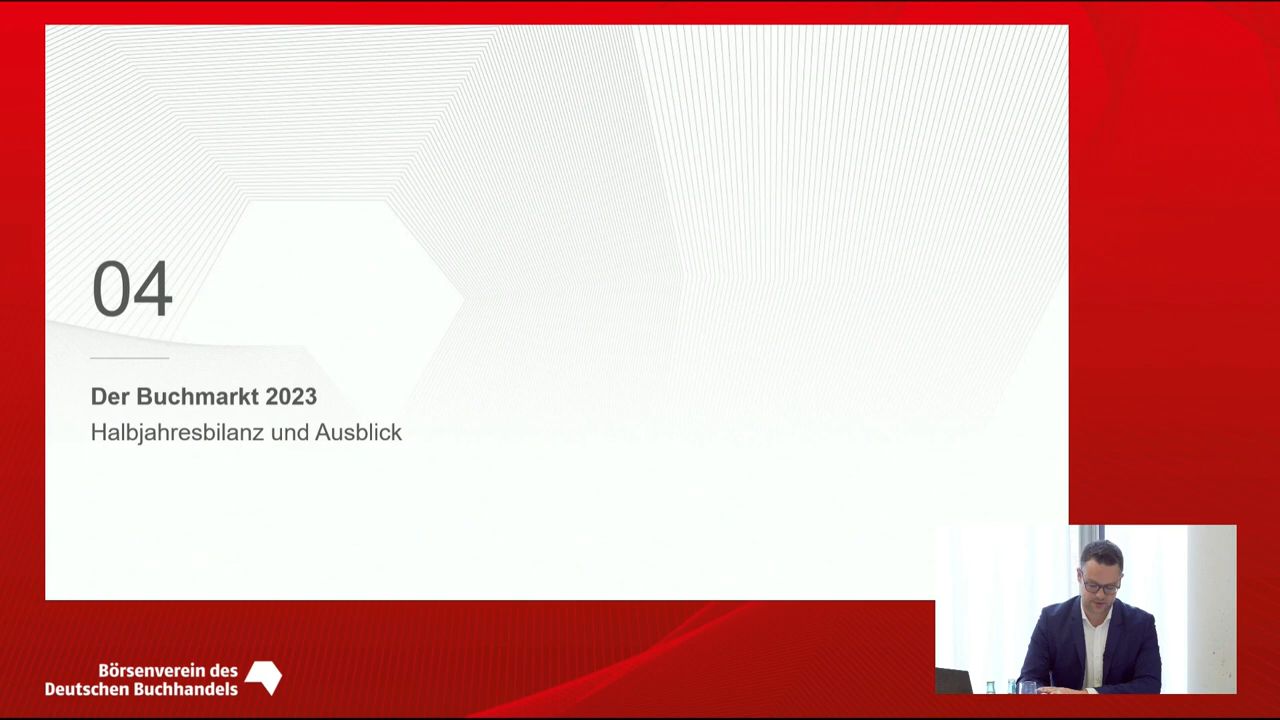 04
Der Buchmarkt 2023
Halbjahresbilanz und Ausblick
Börsenverein des
Deutschen Buchhandels